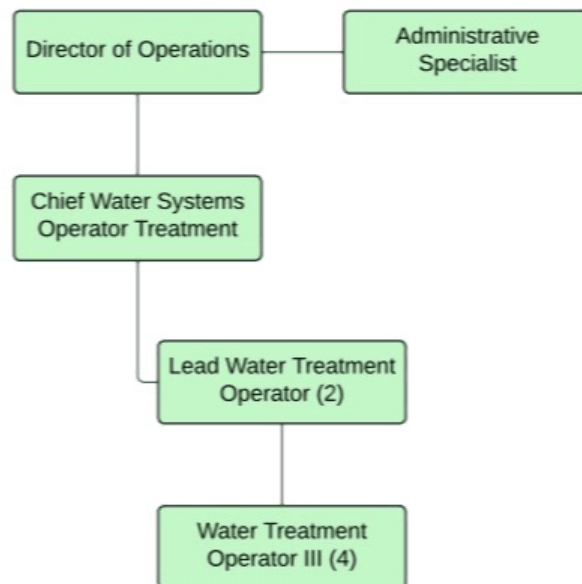 Director of Operations
Administrative
Specialist
Chief Water Systems
Operator Treatment
Lead Water Treatment
Operator (2)
Water Treatment
Operator III (4)